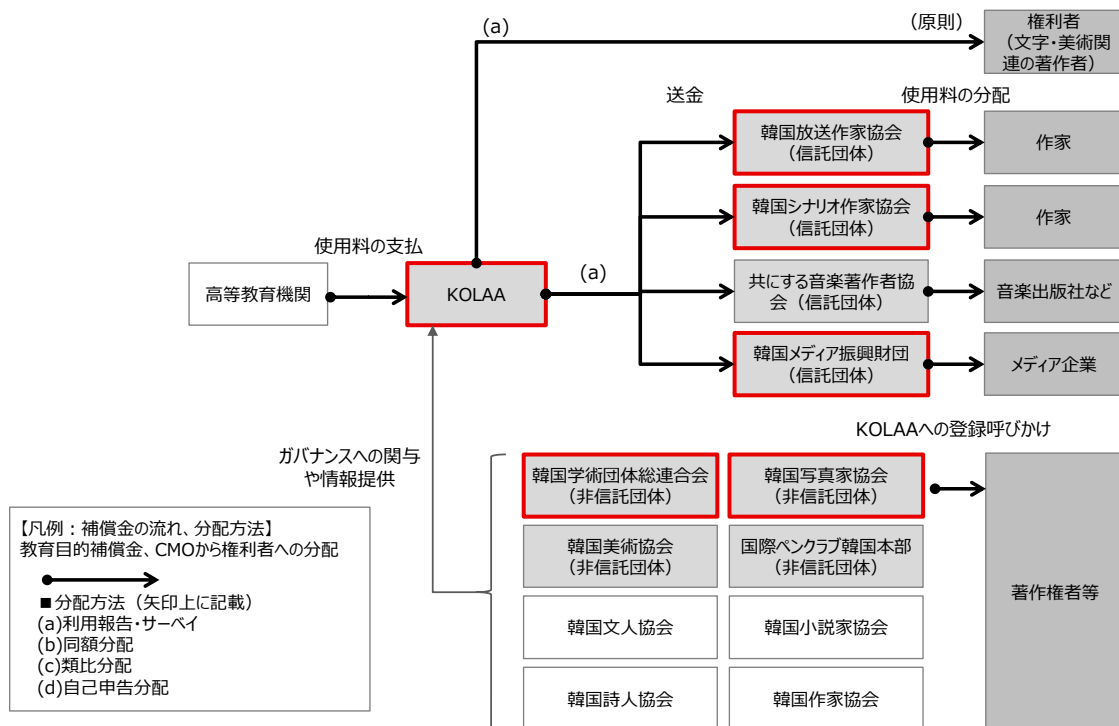 (a)
(原則)
権利者
（文字・美術関
連の著作者）
送金
使用料の分配
韓国放送作家協会
（信託団体）
作家
韓国シナリオ作家協会
（信託団体）
作家
使用料の支払
高等教育機関
KOLAA
(a)
共にする音楽著作者協
会（信託団体）
音楽出版社など
韓国メディア振興財団
（信託団体）
メディア企業
KOLAAへの登録呼びかけ
ガバナンスへの関与
や情報提供
韓国学術団体総連合会
（非信託団体）
韓国写真家協会
（非信託団体）
韓国美術協会
（非信託団体）
国際ペンクラブ韓国本部
（非信託団体）
著作権者等
韓国文人協会
韓国小説家協会
韓国詩人協会
韓国作家協会
【凡例：補償金の流れ、分配方法】
教育目的補償金、CMOから権利者への分配
■分配方法（矢印上に記載）
(a)利用報告・サーベイ
(b)同額分配
(c)類比分配
(d)自己申告分配